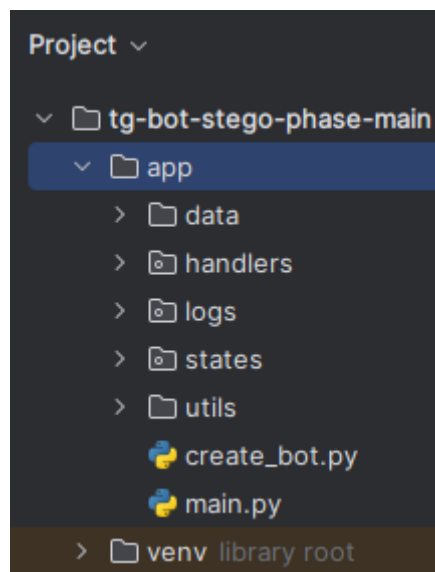 Project
tg-bot-stego-phase-main
app
data
handlers
logs
states
utils
create_bot.py
main.py
venv library root